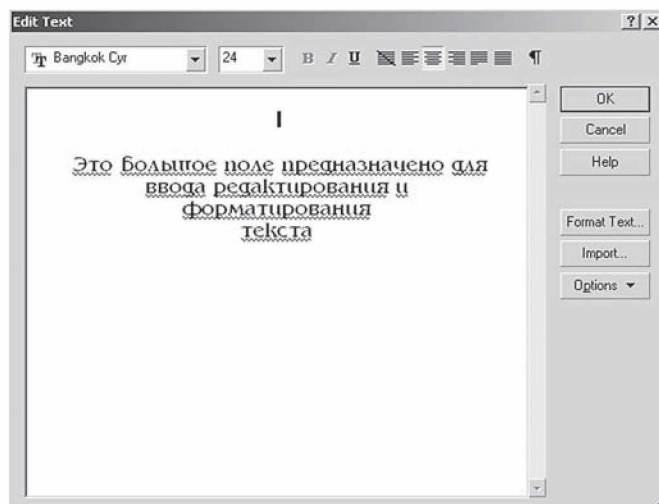 Edit Text
Bangkok Cyr 24 B I U ¶
OK
Cancel
Help
Format Text...
Import...
Options
Это большое поле предназначено для
ввода редактирования и
форматирования
текста